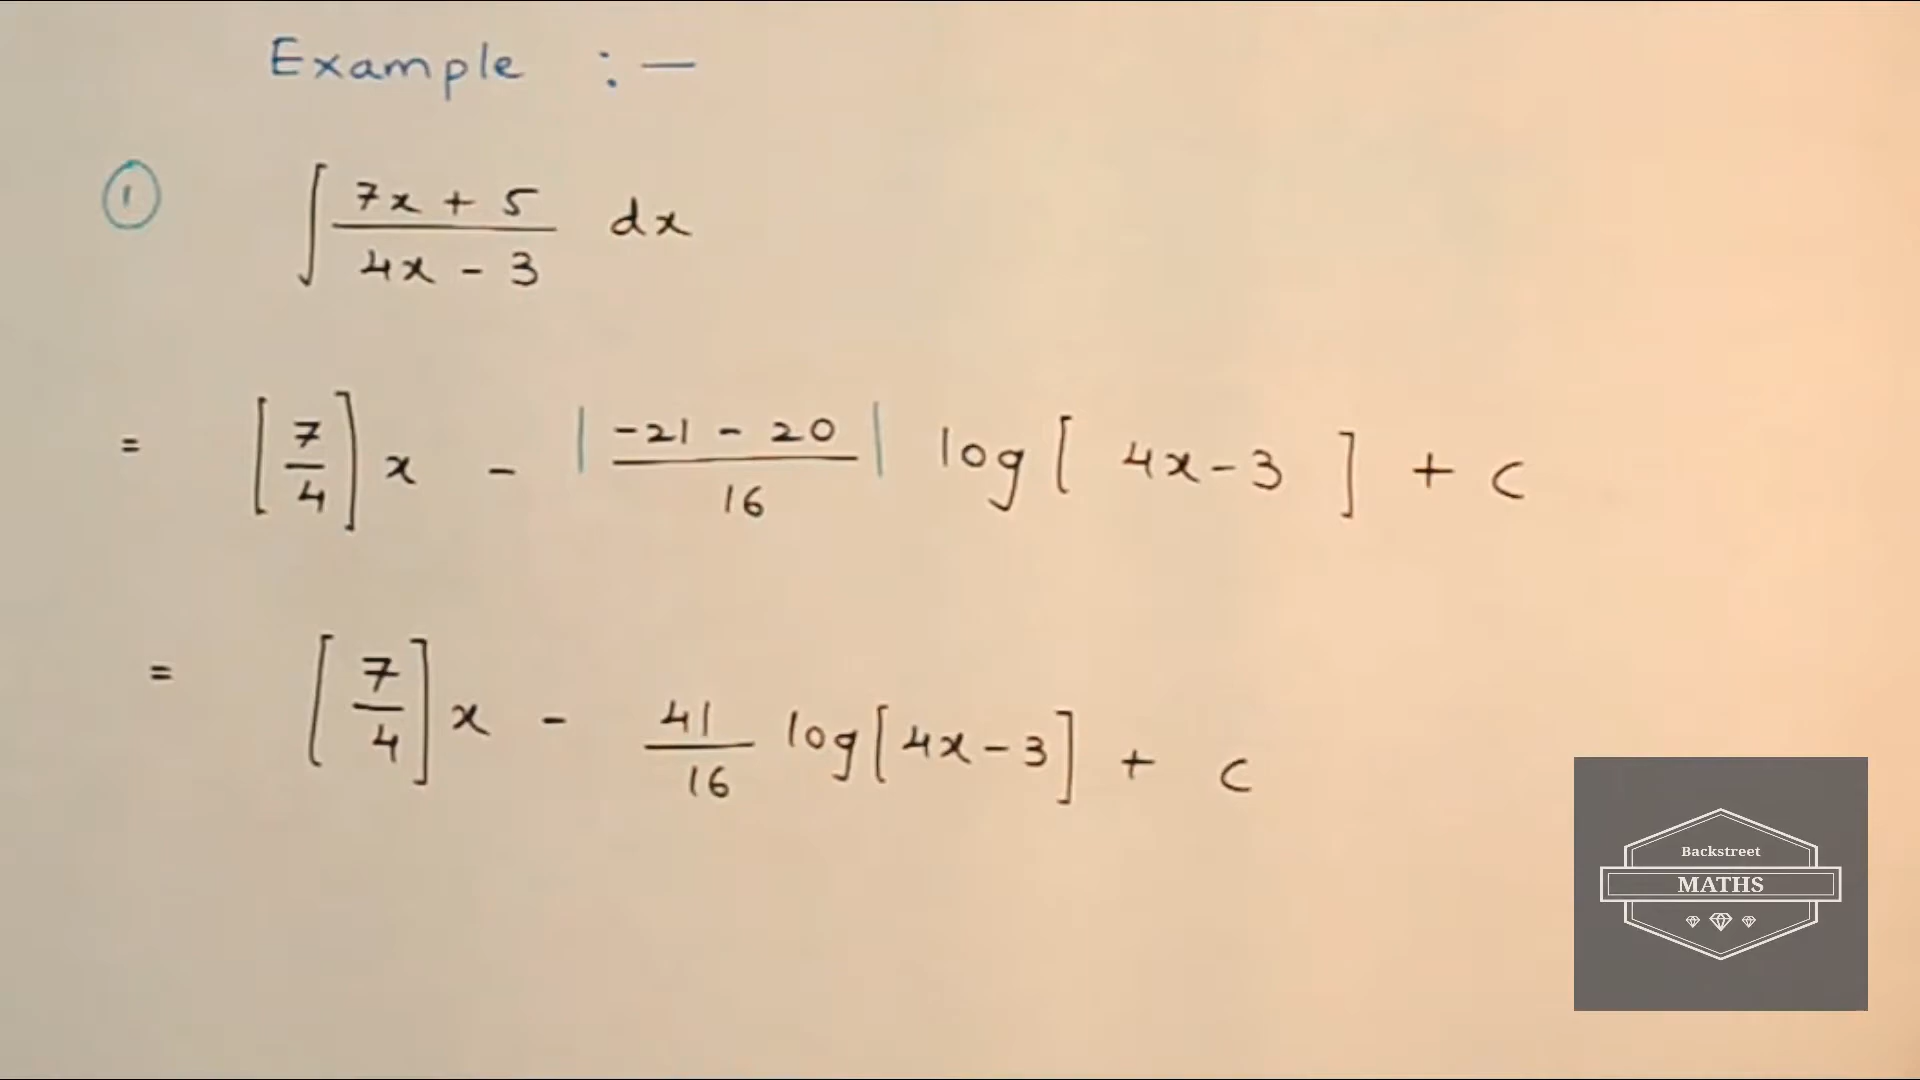 Example :-
① ∫ (7x + 5)/(4x - 3) dx
= [7/4] x - |(-21 - 20)/16| log[ 4x-3 ] + c
= [7/4] x - 41/16 log[4x-3] + c
Backstreet
MATHS